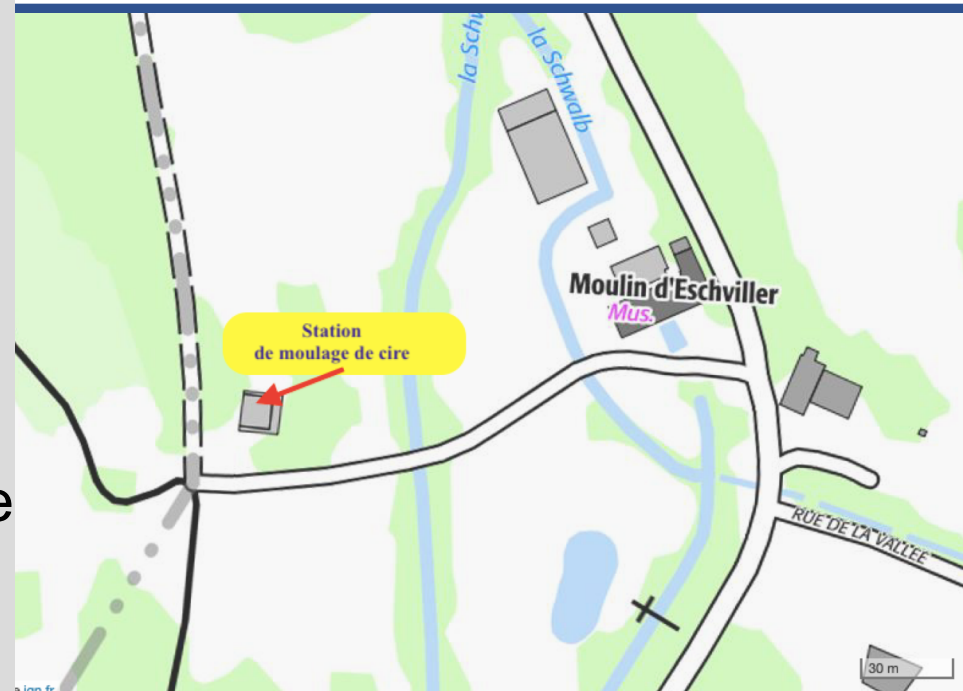 la Schw
la Schwalb
Moulin d'Eschviller
Mus.
Station
de moulage de cire
e
RUE DE LA VALLEE
30 m
ign.fr